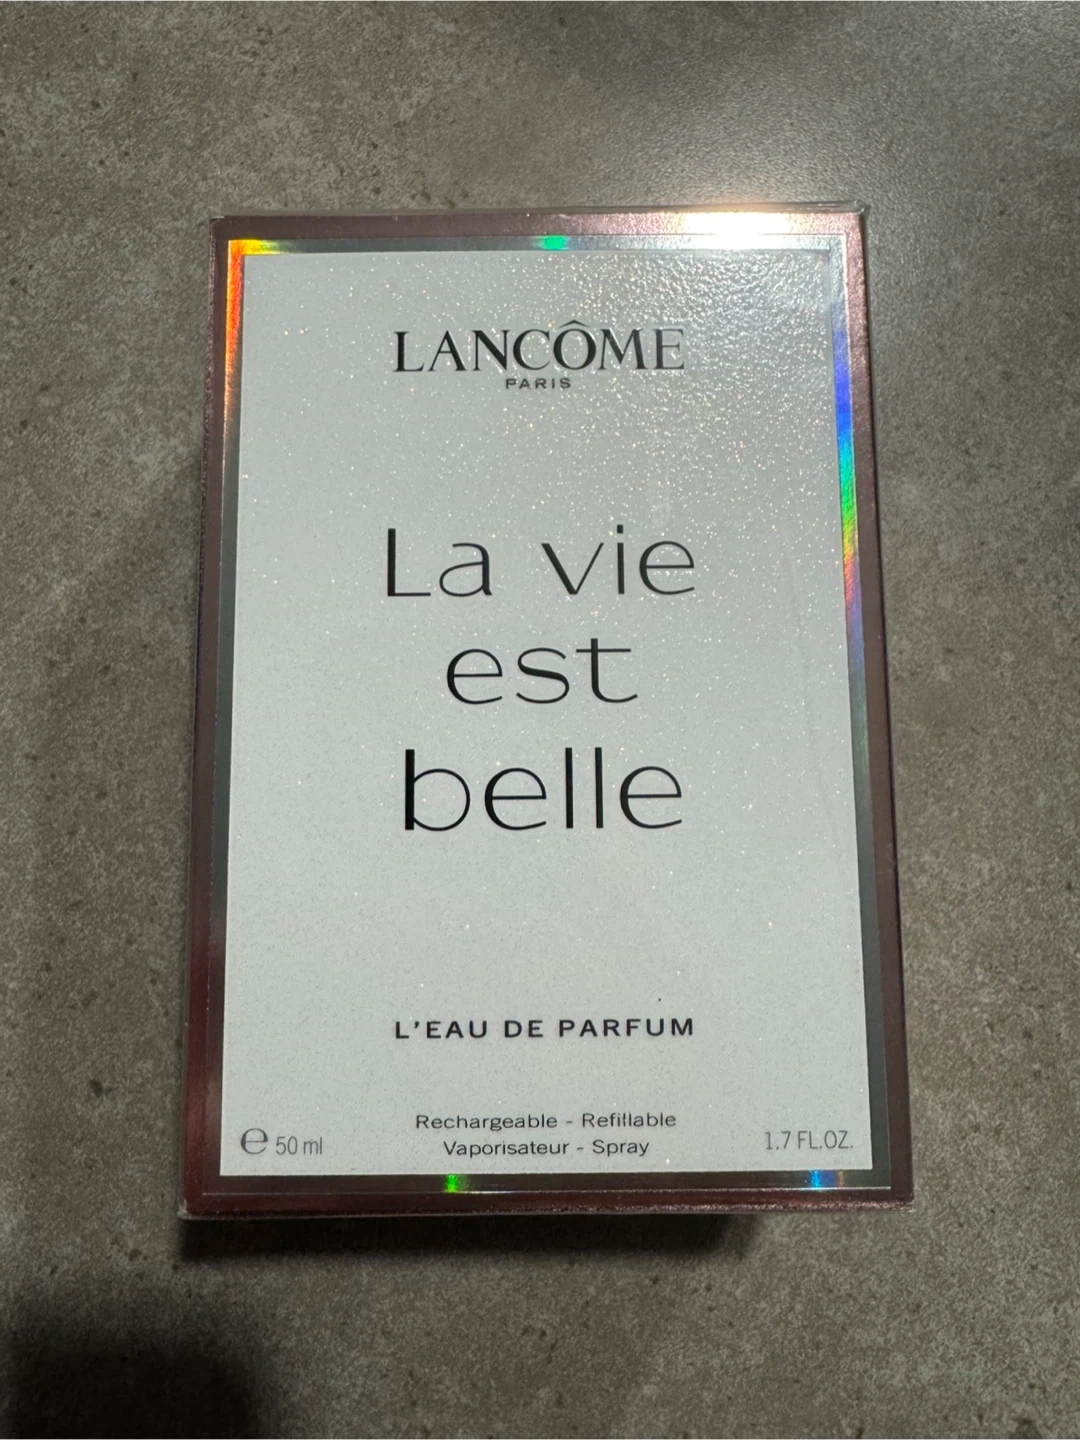 LANCÔME
PARIS
La vie
est
belle
L'EAU DE PARFUM
Rechargeable - Refillable
Vaporisateur - Spray
℮ 50 ml
1.7 FL.OZ.